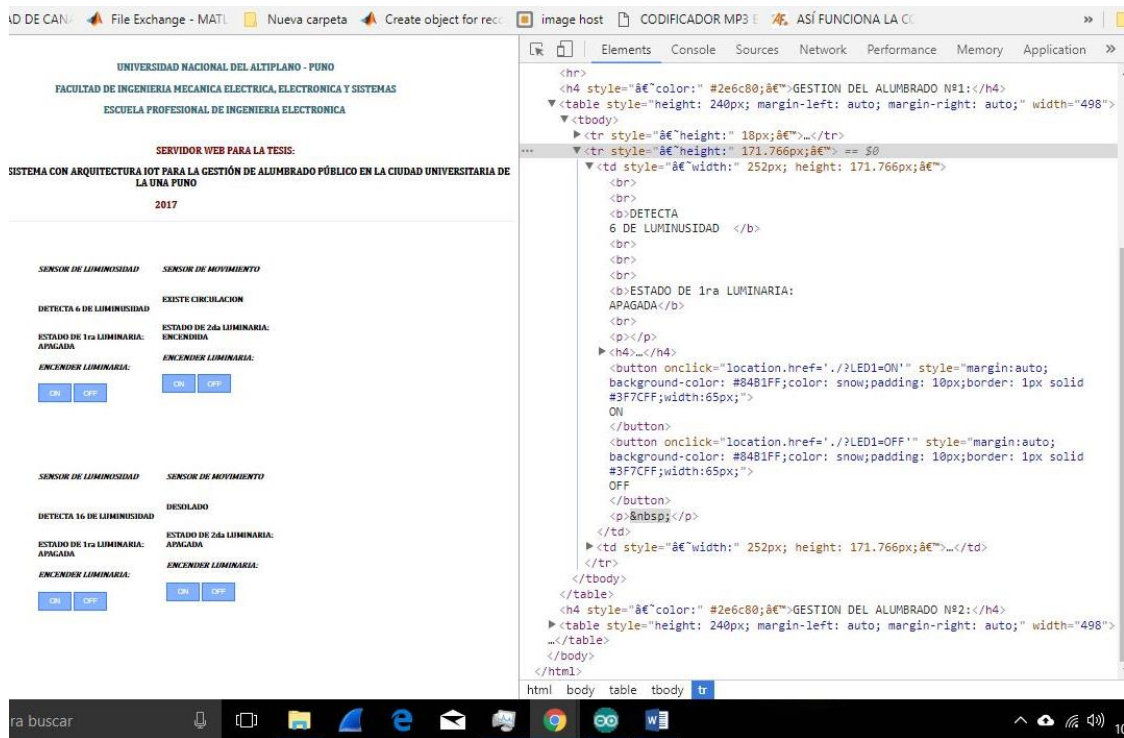 AD DE CAN
File Exchange - MATL
Nueva carpeta
Create object for rec
image host
CODIFICADOR MP3 E
ASÍ FUNCIONA LA CO
»
UNIVERSIDAD NACIONAL DEL ALTIPLANO - PUNO
FACULTAD DE INGENIERIA MECANICA ELECTRICA, ELECTRONICA Y SISTEMAS
ESCUELA PROFESIONAL DE INGENIERIA ELECTRONICA
SERVIDOR WEB PARA LA TESIS:
SISTEMA CON ARQUITECTURA IOT PARA LA GESTIÓN DE ALUMBRADO PÚBLICO EN LA CIUDAD UNIVERSITARIA DE
LA UNA PUNO
2017
SENSOR DE LUMINOSIDAD
DETECTA 6 DE LUMINUSIDAD
ESTADO DE 1ra LUMINARIA:
APAGADA
ENCENDER LUMINARIA:
ON OFF
SENSOR DE MOVIMIENTO
EXISTE CIRCULACION
ESTADO DE 2da LUMINARIA:
ENCENDIDA
ENCENDER LUMINARIA:
ON OFF
SENSOR DE LUMINOSIDAD
DETECTA 16 DE LUMINUSIDAD
ESTADO DE 1ra LUMINARIA:
APAGADA
ENCENDER LUMINARIA:
ON OFF
SENSOR DE MOVIMIENTO
DESOLADO
ESTADO DE 2da LUMINARIA:
APAGADA
ENCENDER LUMINARIA:
ON OFF
Elements Console Sources Network Performance Memory Application »
<hr>
<h4 style="â€˜color:" #2e6c80;â€™>GESTION DEL ALUMBRADO Nº1:</h4>
▼<table style="height: 240px; margin-left: auto; margin-right: auto;" width="498">
▼<tbody>
▶<tr style="â€˜height:" 18px;â€™>…</tr>
... ▼<tr style="â€˜height:" 171.766px;â€™> == $0
▼<td style="â€˜width:" 252px; height: 171.766px;â€™>
<br>
<br>
<b>DETECTA
6 DE LUMINUSIDAD </b>
<br>
<br>
<br>
<b>ESTADO DE 1ra LUMINARIA:
APAGADA</b>
<br>
<p></p>
▶<h4>…</h4>
<button onclick="location.href='./?LED1=ON'" style="margin:auto;
background-color: #84B1FF;color: snow;padding: 10px;border: 1px solid
#3F7CFF;width:65px;">
ON
</button>
<button onclick="location.href='./?LED1=OFF'" style="margin:auto;
background-color: #84B1FF;color: snow;padding: 10px;border: 1px solid
#3F7CFF;width:65px;">
OFF
</button>
<p>&nbsp;</p>
</td>
▶<td style="â€˜width:" 252px; height: 171.766px;â€™>…</td>
</tr>
</tbody>
</table>
<h4 style="â€˜color:" #2e6c80;â€™>GESTION DEL ALUMBRADO Nº2:</h4>
▶<table style="height: 240px; margin-left: auto; margin-right: auto;" width="498">
…</table>
</body>
</html>
html body table tbody tr
ra buscar
10